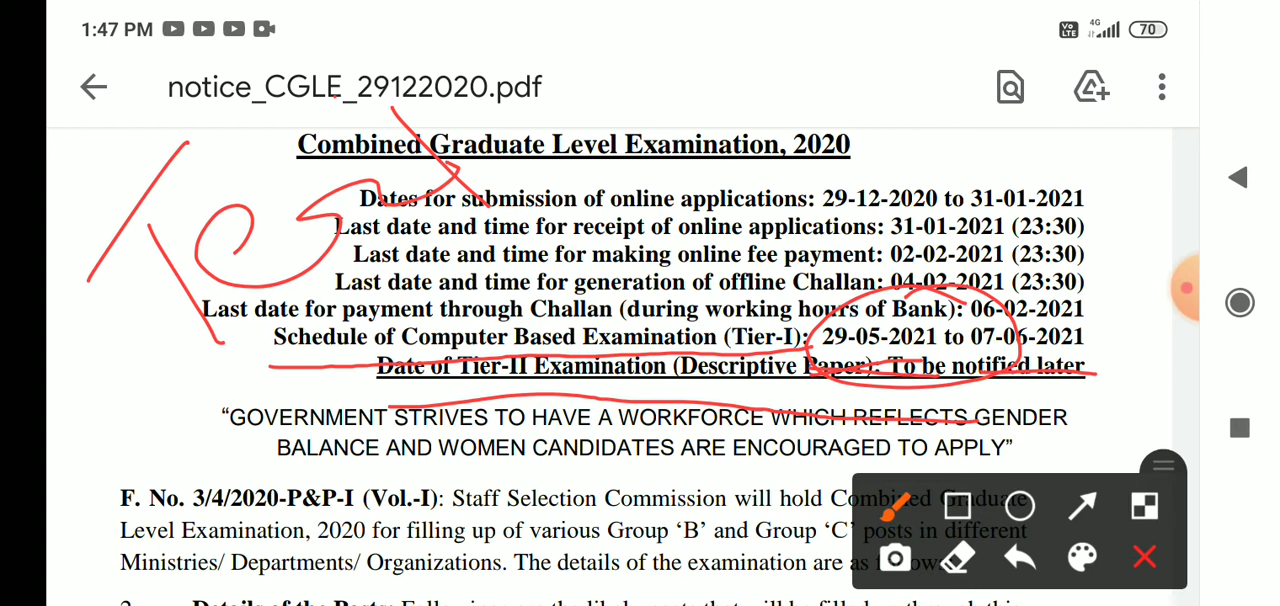 1:47 PM VoLTE 4G 70
notice_CGLE_29122020.pdf
Combined Graduate Level Examination, 2020
Dates for submission of online applications: 29-12-2020 to 31-01-2021
Last date and time for receipt of online applications: 31-01-2021 (23:30)
Last date and time for making online fee payment: 02-02-2021 (23:30)
Last date and time for generation of offline Challan: 04-02-2021 (23:30)
Last date for payment through Challan (during working hours of Bank): 06-02-2021
Schedule of Computer Based Examination (Tier-I): 29-05-2021 to 07-06-2021
Date of Tier-II Examination (Descriptive Paper): To be notified later
“GOVERNMENT STRIVES TO HAVE A WORKFORCE WHICH REFLECTS GENDER
BALANCE AND WOMEN CANDIDATES ARE ENCOURAGED TO APPLY”
F. No. 3/4/2020-P&P-I (Vol.-I): Staff Selection Commission will hold Combined Graduate
Level Examination, 2020 for filling up of various Group ‘B’ and Group ‘C’ posts in different
Ministries/ Departments/ Organizations. The details of the examination are as
Details of the Posts: